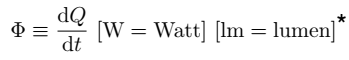 Φ ≡ dQ/dt [W = Watt] [lm = lumen]★